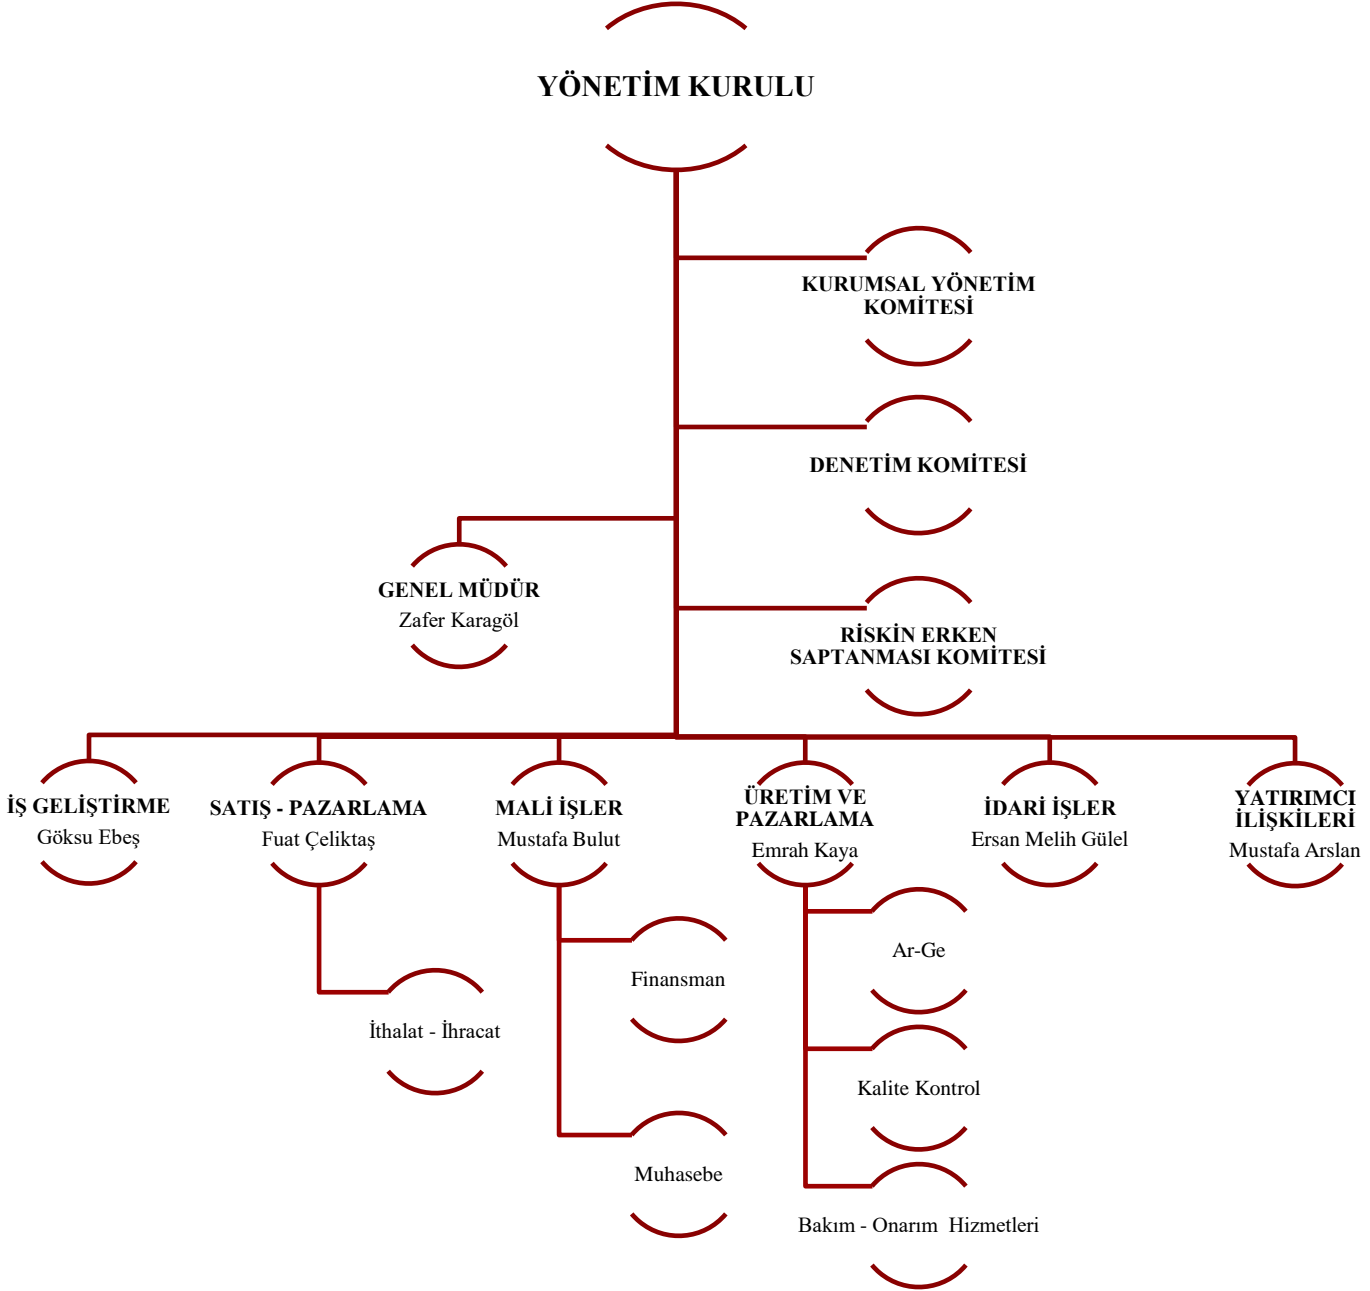 YÖNETİM KURULU
KURUMSAL YÖNETİM
KOMİTESİ
DENETİM KOMİTESİ
GENEL MÜDÜR
Zafer Karagöl
RİSKİN ERKEN
SAPTANMASI KOMİTESİ
İŞ GELİŞTİRME
Göksu Ebeş
SATIŞ - PAZARLAMA
Fuat Çeliktaş
MALİ İŞLER
Mustafa Bulut
ÜRETİM VE
PAZARLAMA
Emrah Kaya
İDARİ İŞLER
Ersan Melih Gülel
YATIRIMCI
İLİŞKİLERİ
Mustafa Arslan
İthalat - İhracat
Finansman
Muhasebe
Ar-Ge
Kalite Kontrol
Bakım - Onarım  Hizmetleri